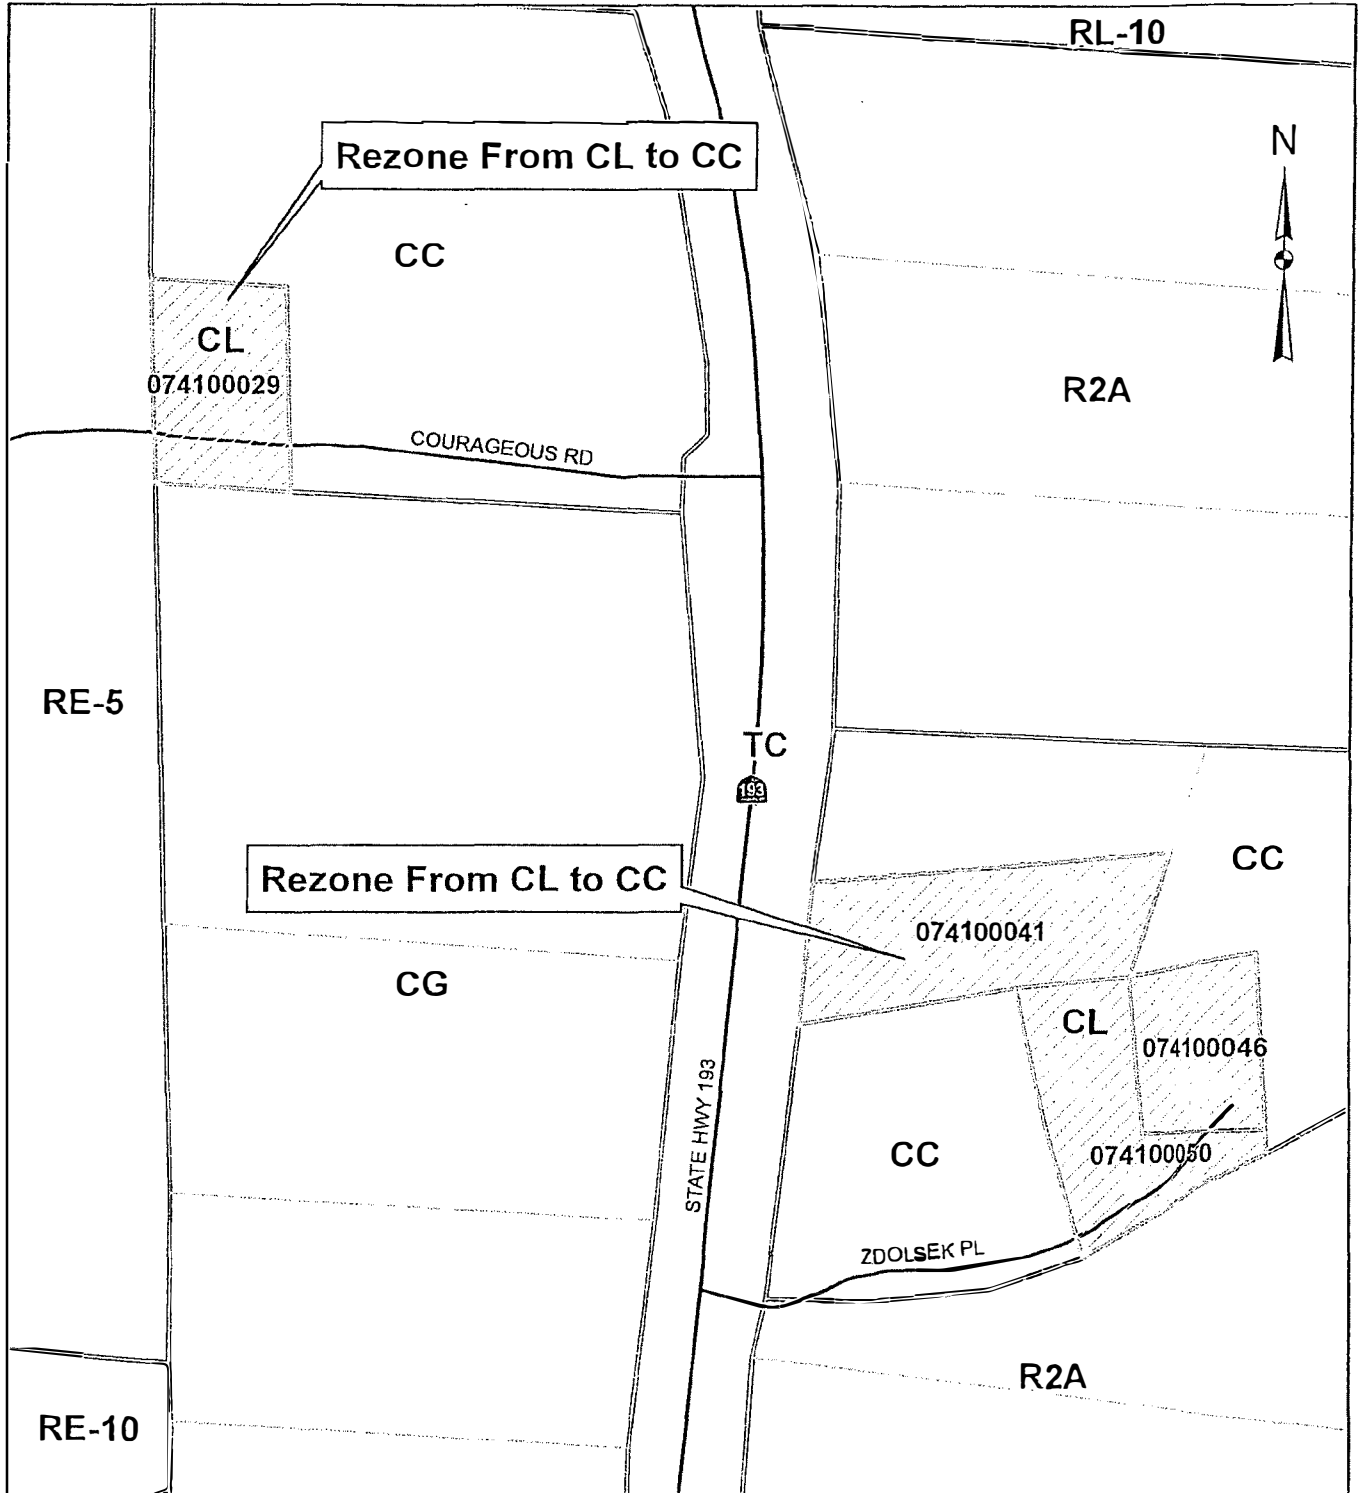 RL-10
N
Rezone From CL to CC
CC
CL
074100029
R2A
COURAGEOUS RD
RE-5
TC
193
CC
Rezone From CL to CC
074100041
CG
CL
074100046
STATE HWY 193
CC
074100050
ZDOLSEK PL
R2A
RE-10